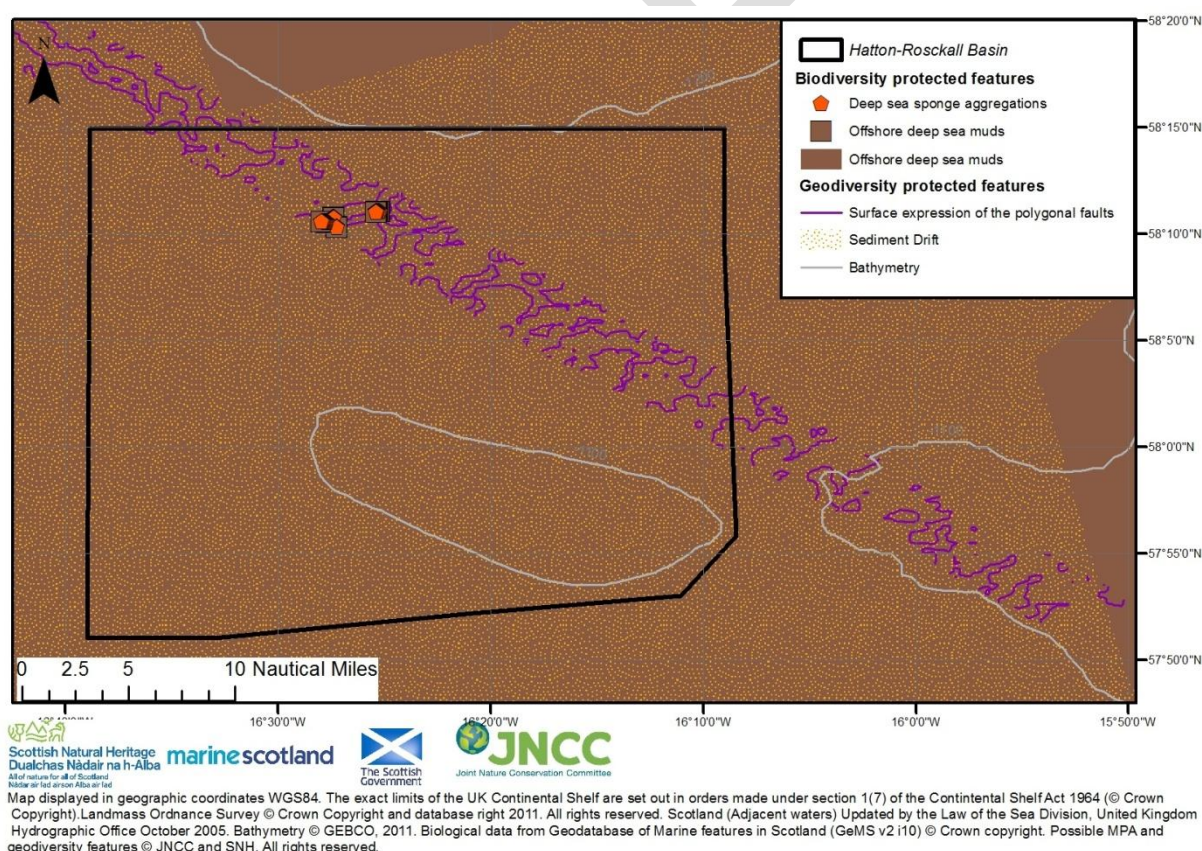 N
Hatton-Rosckall Basin
Biodiversity protected features
Deep sea sponge aggregations
Offshore deep sea muds
Offshore deep sea muds
Geodiversity protected features
Surface expression of the polygonal faults
Sediment Drift
Bathymetry
58°20'0"N
58°15'0"N
58°10'0"N
58°5'0"N
58°0'0"N
57°55'0"N
57°50'0"N
0 2.5 5 10 Nautical Miles
16°30'0"W 16°20'0"W 16°10'0"W 16°0'0"W 15°50'0"W
Scottish Natural Heritage
Dualchas Nàdair na h-Alba
All of nature for all of Scotland
Nàdar air fad airson Alba air fad
marinescotland
The Scottish
Government
JNCC
Joint Nature Conservation Committee
Map displayed in geographic coordinates WGS84. The exact limits of the UK Continental Shelf are set out in orders made under section 1(7) of the Contintental Shelf Act 1964 (© Crown
Copyright).Landmass Ordnance Survey © Crown Copyright and database right 2011. All rights reserved. Scotland (Adjacent waters) Updated by the Law of the Sea Division, United Kingdom
Hydrographic Office October 2005. Bathymetry © GEBCO, 2011. Biological data from Geodatabase of Marine features in Scotland (GeMS v2 i10) © Crown copyright. Possible MPA and
geodiversity features © JNCC and SNH. All rights reserved.